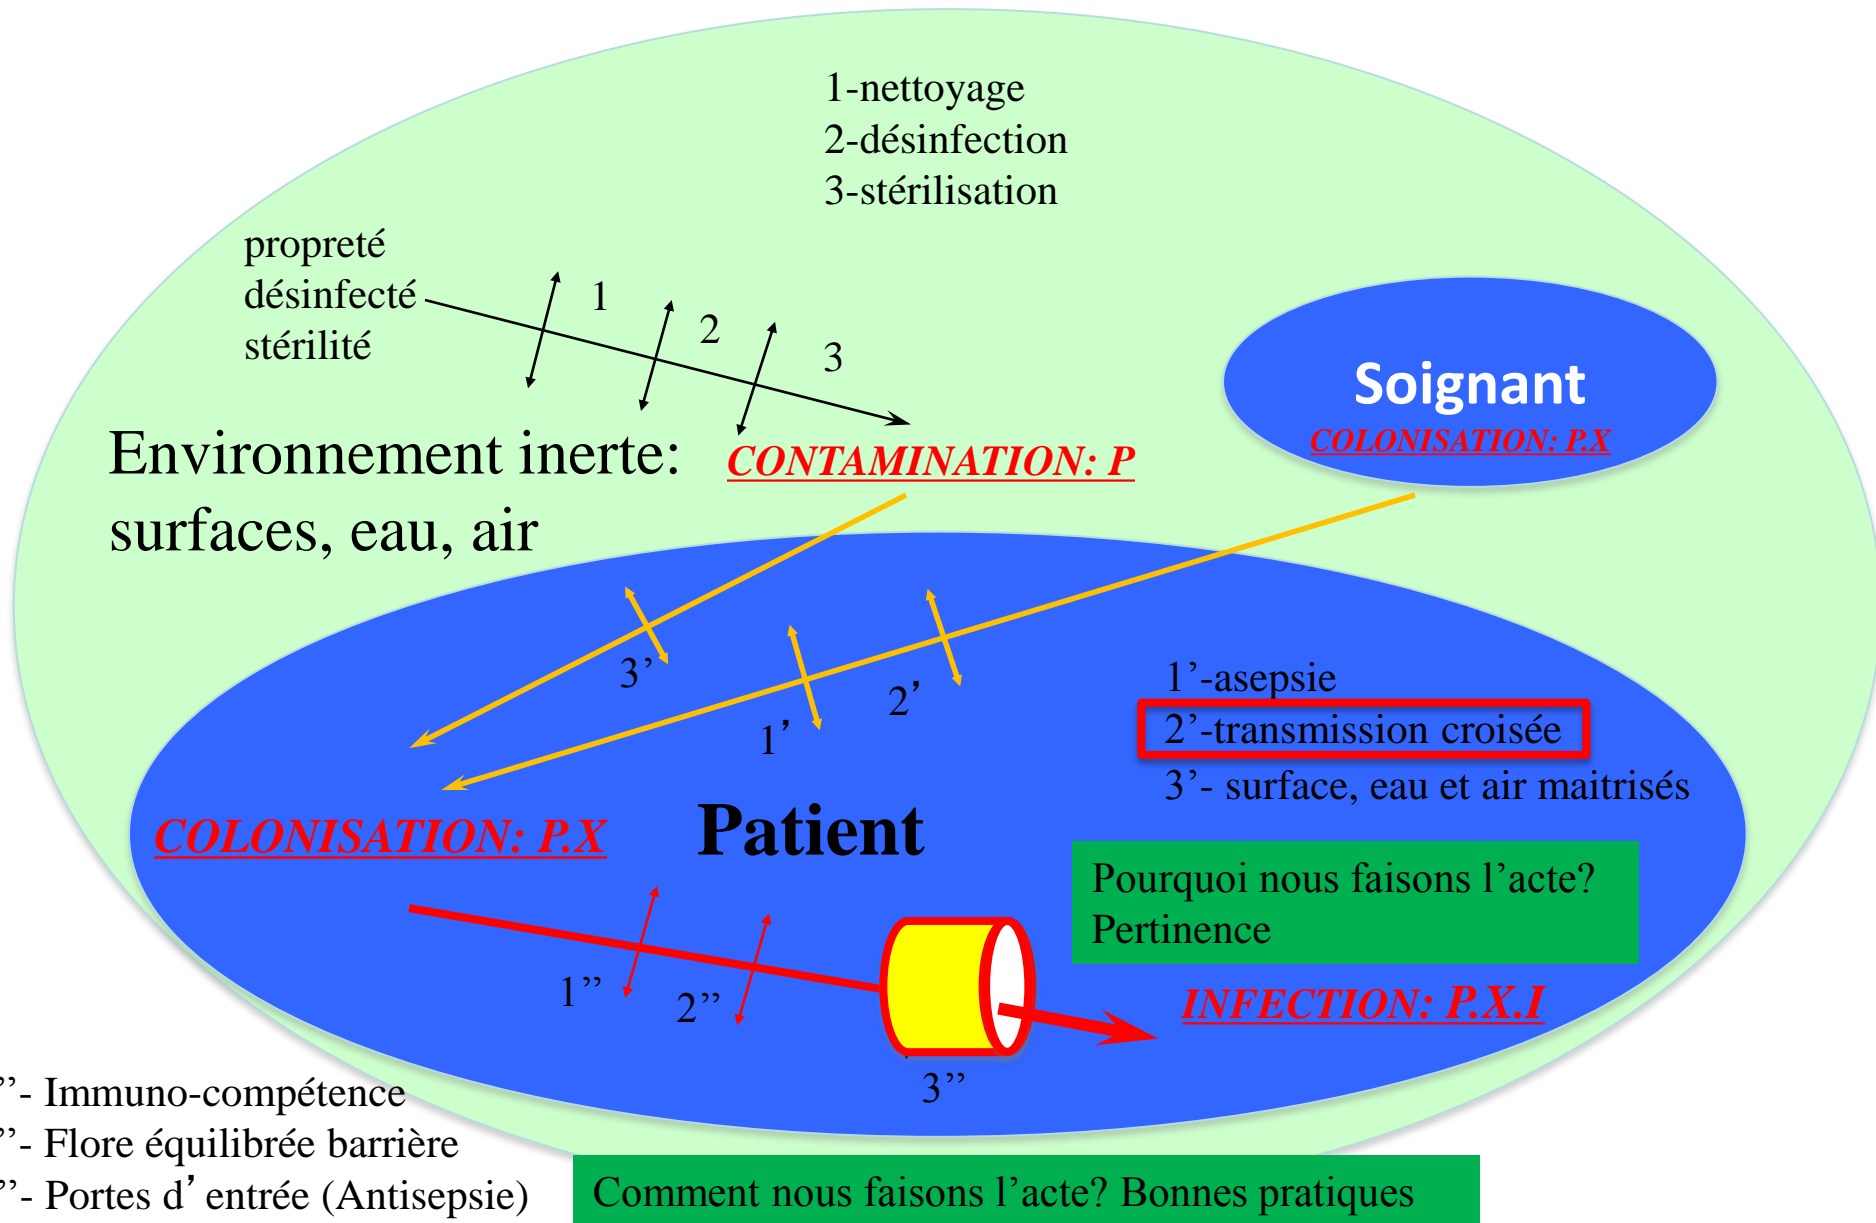 1-nettoyage
2-désinfection
3-stérilisation
propreté
désinfecté
stérilité
1
2
3
Soignant
COLONISATION: P.X
Environnement inerte:
surfaces, eau, air
CONTAMINATION: P
3’
1’
2’
1’-asepsie
2’-transmission croisée
3’- surface, eau et air maitrisés
COLONISATION: P.X
Patient
Pourquoi nous faisons l’acte?
Pertinence
1’’
2’’
3’’
INFECTION: P.X.I
’’- Immuno-compétence
’’- Flore équilibrée barrière
’’- Portes d’ entrée (Antisepsie)
Comment nous faisons l’acte? Bonnes pratiques